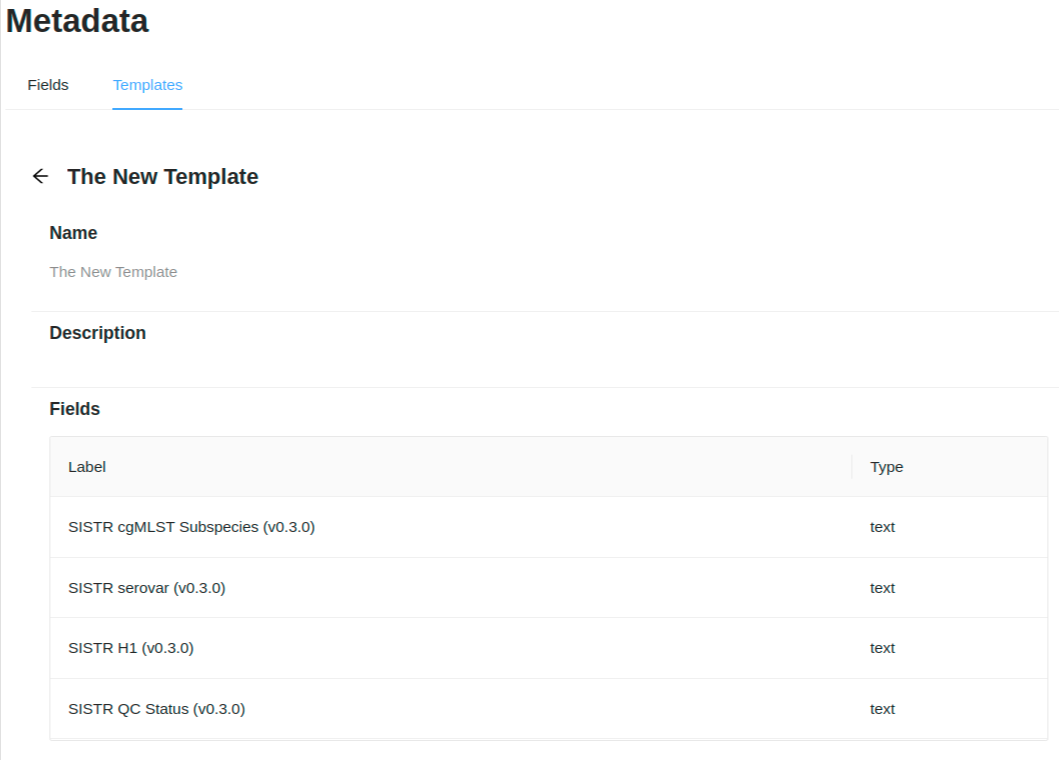 Metadata
Fields Templates
The New Template
Name
The New Template
Description
Fields
Label Type
SISTR cgMLST Subspecies (v0.3.0) text
SISTR serovar (v0.3.0) text
SISTR H1 (v0.3.0) text
SISTR QC Status (v0.3.0) text